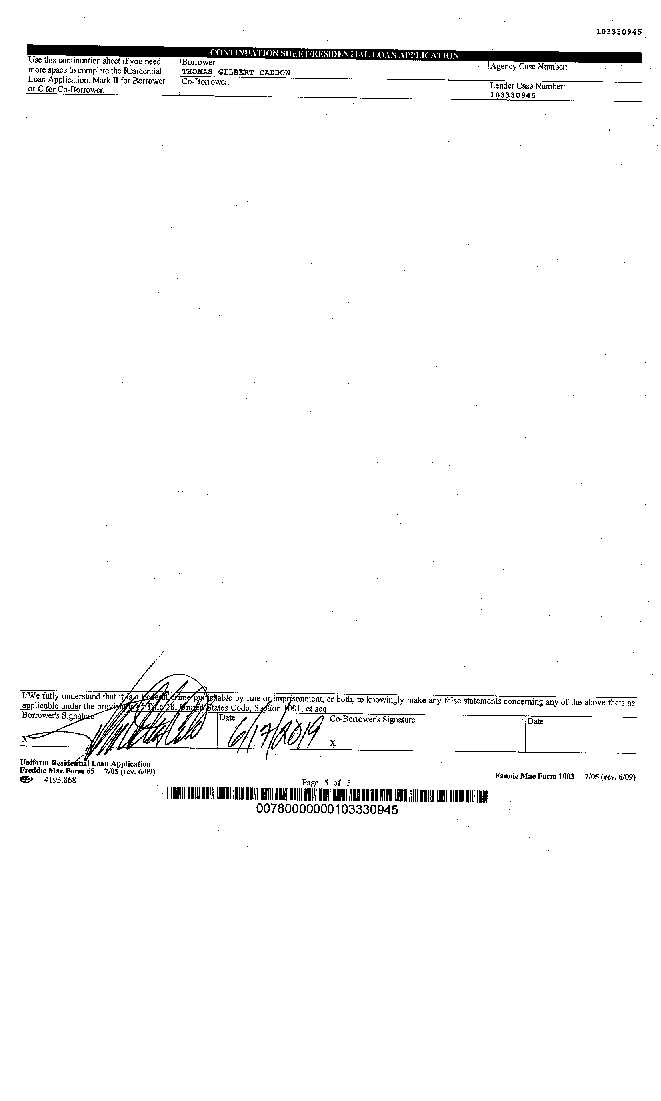 103330945
CONTINUATION SHEET/RESIDENTIAL LOAN APPLICATION
Use this continuation sheet if you need
more space to complete the Residential
Loan Application. Mark B for Borrower
or C for Co-Borrower.
Borrower
THOMAS GILBERT
Co-Borrower:
Agency Case Number:
Lender Case Number:
103330945
I/We fully understand that it is a Federal crime punishable by fine or imprisonment, or both, to knowingly make any false statements concerning any of the above facts as
applicable under the provisions of Title 18, United States Code, Section 1001, et seq.
Borrower's Signature
X
Date
6/17/2019
Co-Borrower's Signature
X
Date
Uniform Residential Loan Application
Freddie Mac Form 65 7/05 (rev. 6/09)
Page 5 of 5
Fannie Mae Form 1003 7/05 (rev. 6/09)
00780000000103330945